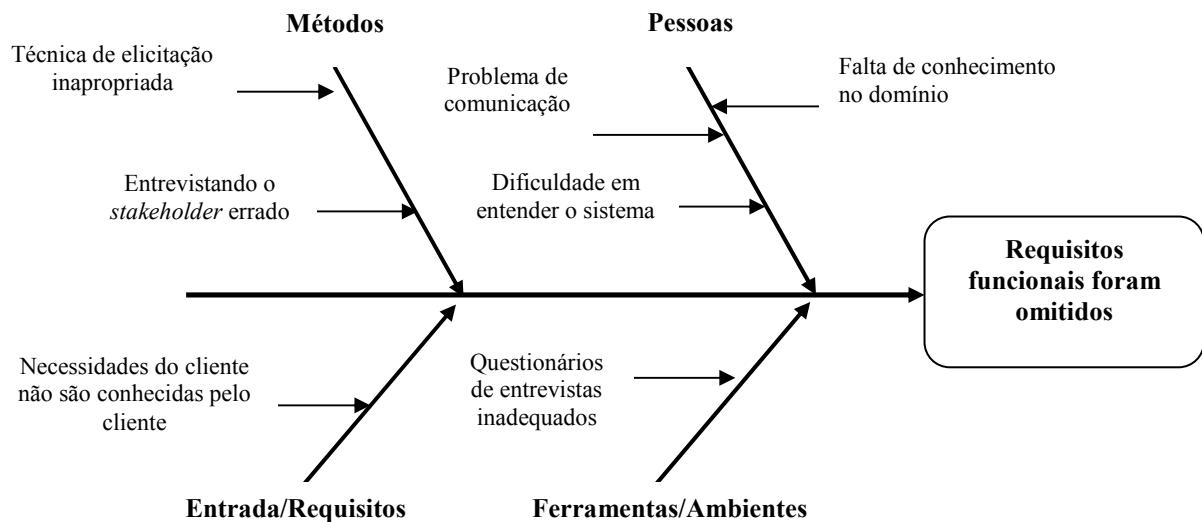 Métodos
Pessoas
Técnica de elicitação
inapropriada
Problema de
comunicação
Falta de conhecimento
no domínio
Entrevistando o
stakeholder errado
Dificuldade em
entender o sistema
Requisitos
funcionais foram
omitidos
Necessidades do cliente
não são conhecidas pelo
cliente
Questionários
de entrevistas
inadequados
Entrada/Requisitos
Ferramentas/Ambientes